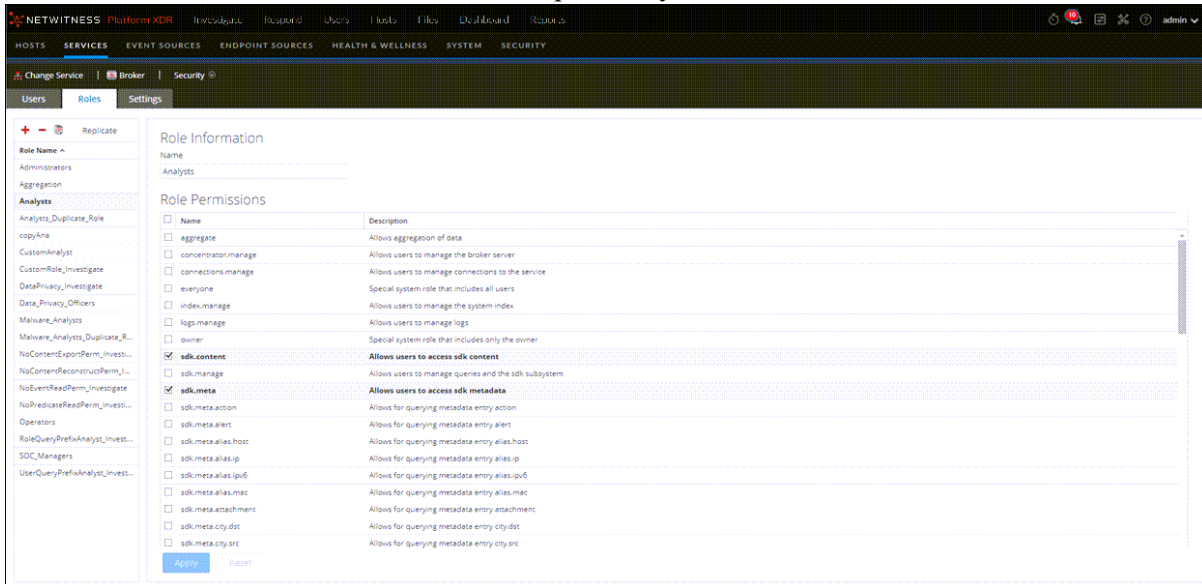 NETWITNESS Platform XDR Investigate Respond Users Hosts Files Dashboard Reports 10 admin
HOSTS SERVICES EVENT SOURCES ENDPOINT SOURCES HEALTH & WELLNESS SYSTEM SECURITY
Change Service | Broker | Security
Users Roles Settings
Replicate
Role Name
Administrators
Aggregation
Analysts
Analysts_Duplicate_Role
copyAna
CustomAnalyst
CustomRole_Investigate
DataPrivacy_Investigate
Data_Privacy_Officers
Malware_Analysts
Malware_Analysts_Duplicate_R...
NoContentExportPerm_Investi...
NoContentReconstructPerm_I...
NoEventReadPerm_Investigate
NoPredicateReadPerm_Investi...
Operators
RoleQueryPrefixAnalyst_Invest...
SOC_Managers
UserQueryPrefixAnalyst_Invest...
Role Information
Name
Analysts
Role Permissions
Name Description
aggregate Allows aggregation of data
concentrator.manage Allows users to manage the broker server
connections.manage Allows users to manage connections to the service
everyone Special system role that includes all users
index.manage Allows users to manage the system index
logs.manage Allows users to manage logs
owner Special system role that includes only the owner
sdk.content Allows users to access sdk content
sdk.manage Allows users to manage queries and the sdk subsystem
sdk.meta Allows users to access sdk metadata
sdk.meta.action Allows for querying metadata entry action
sdk.meta.alert Allows for querying metadata entry alert
sdk.meta.alias.host Allows for querying metadata entry alias.host
sdk.meta.alias.ip Allows for querying metadata entry alias.ip
sdk.meta.alias.ipv6 Allows for querying metadata entry alias.ipv6
sdk.meta.alias.mac Allows for querying metadata entry alias.mac
sdk.meta.attachment Allows for querying metadata entry attachment
sdk.meta.city.dst Allows for querying metadata entry city.dst
sdk.meta.city.src Allows for querying metadata entry city.src
Apply Reset